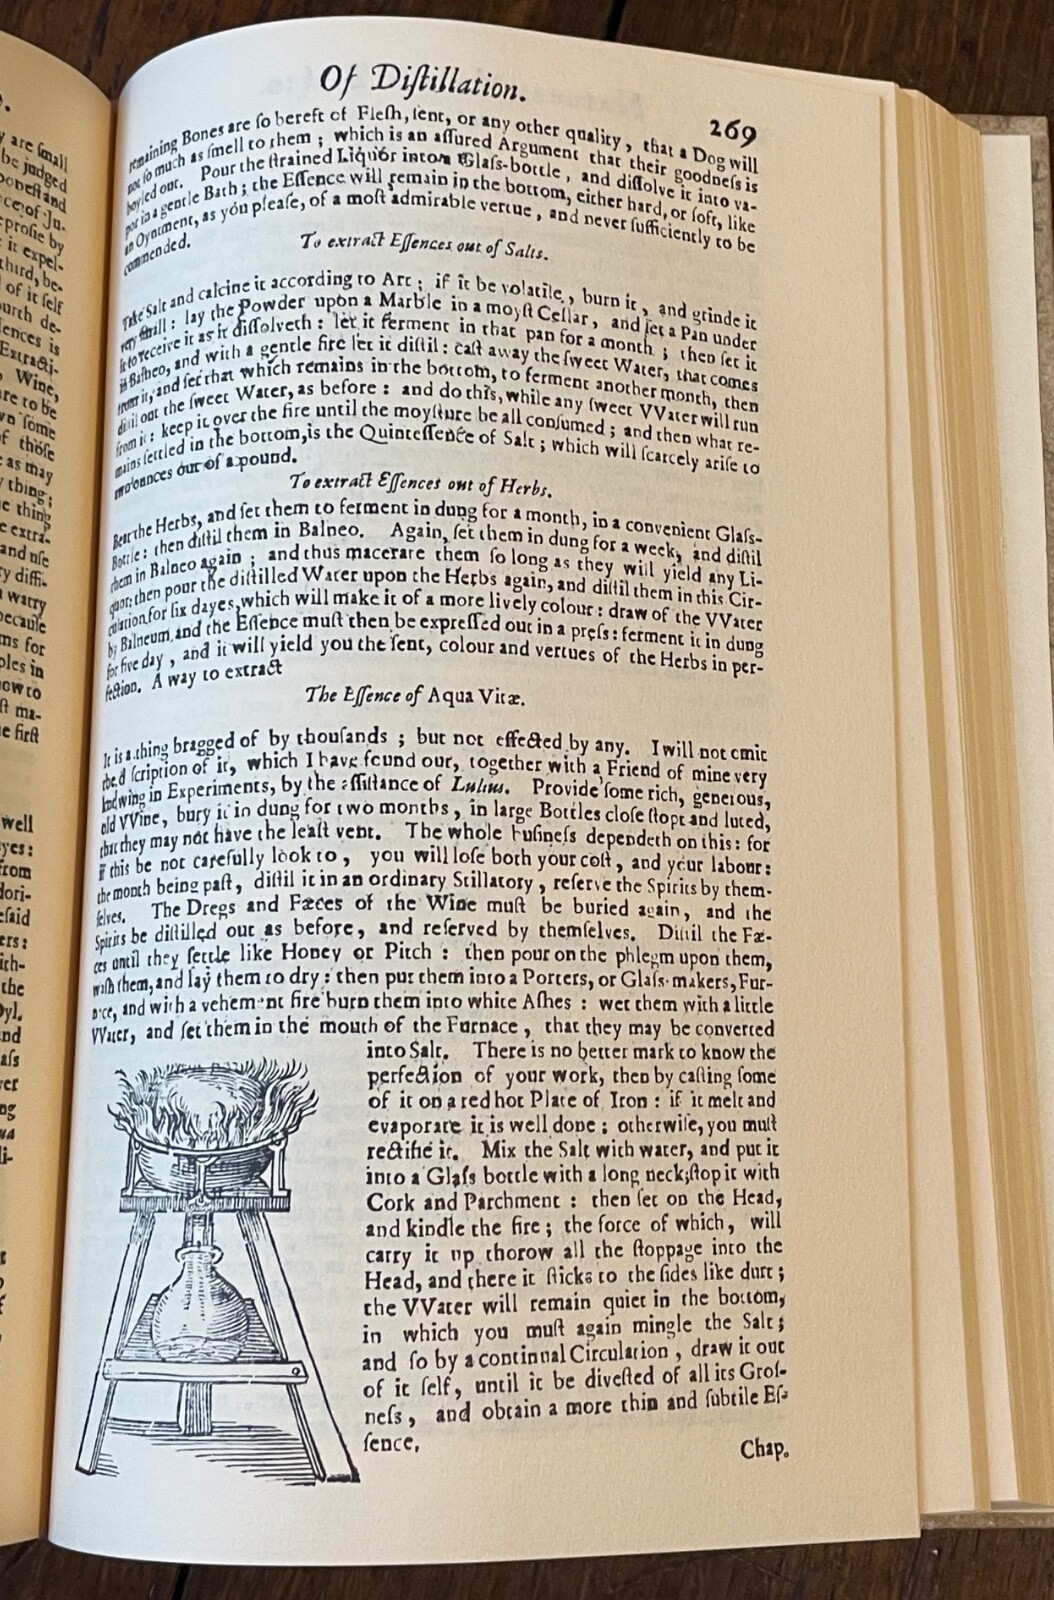 Of Diſtillation.
269
remaining Bones are ſo bereft of Fleſh, ſent, or any other quality, that a Dog will
not ſo much as ſmell to them; which is an aſſured Argument that their goodneſs is
boyled out. Pour the ſtrained Liquor into a Glaſs-bottle, and diſſolve it into va-
por in a gentle Bath; the Eſſence will remain in the bottom, either hard, or ſoft, like
an Oyntment, as you pleaſe, of a moſt admirable vertue, and never ſufficiently to be
commended.
To extract Eſſences out of Salts.
Take Salt and calcine it according to Art; if it be volatile, burn it, and grinde it
very ſmall: lay the Powder upon a Marble in a moyſt Cellar, and ſet a Pan under
it to receive it as it diſſolveth: let it ferment in that pan for a month; then ſet it
in Balneo, and with a gentle fire let it diſtil: caſt away the ſweet Water, that comes
from it, and ſet that which remains in the bottom, to ferment another month, then
diſtil out the ſweet Water, as before: and do this, while any ſweet VVater will run
from it: keep it over the fire until the moyſture be all conſumed; and then what re-
mains ſettled in the bottom, is the Quinteſſence of Salt; which will ſcarcely ariſe to
two ounces out of a pound.
To extract Eſſences out of Herbs.
Beat the Herbs, and ſet them to ferment in dung for a month, in a convenient Glaſs-
Bottle: then diſtil them in Balneo. Again, ſet them in dung for a week, and diſtil
them in Balneo again; and thus macerate them ſo long as they will yield any Li-
quor: then pour the diſtilled Water upon the Herbs again, and diſtil them in this Cir-
culation for ſix dayes, which will make it of a more lively colour: draw of the VVater
by Balneum, and the Eſſence muſt then be expreſſed out in a preſs: ferment it in dung
for five day, and it will yield you the ſent, colour and vertues of the Herbs in per-
fection. A way to extract
The Eſſence of Aqua Vitæ.
It is a thing bragged of by thouſands; but not effected by any. I will not omit
the d ſcription of it, which I have found out, together with a Friend of mine very
knowing in Experiments, by the aſſiſtance of Lulius. Provide ſome rich, generous,
old VVine, bury it in dung for two months, in large Bottles cloſe ſtopt and luted,
that they may not have the leaſt vent. The whole buſineſs dependeth on this: for
if this be not carefully look to, you will loſe both your coſt, and your labour:
the month being paſt, diſtil it in an ordinary Stillatory, reſerve the Spirits by them-
ſelves. The Dregs and Fæces of the Wine muſt be buried again, and the
Spirits be diſtilled out as before, and reſerved by themſelves. Diſtil the Fæ-
ces until they ſettle like Honey or Pitch: then pour on the phlegm upon them,
waſh them, and lay them to dry: then put them into a Potters, or Glaſs-makers, Fur-
nace, and with a vehement fire burn them into white Aſhes: wet them with a little
VVater, and ſet them in the mouth of the Furnace, that they may be converted
into Salt. There is no better mark to know the
perfection of your work, then by caſting ſome
of it on a red hot Plate of Iron: if it melt and
evaporate it is well done; otherwiſe, you muſt
rectifie it. Mix the Salt with water, and put it
into a Glaſs bottle with a long neck; ſtop it with
Cork and Parchment: then ſet on the Head,
and kindle the fire; the force of which, will
carry it up thorow all the ſtoppage into the
Head, and there it ſticks to the ſides like durt;
the VVater will remain quiet in the bottom,
in which you muſt again mingle the Salt;
and ſo by a continual Circulation, draw it out
of it ſelf, until it be diveſted of all its Groſ-
neſs, and obtain a more thin and ſubtile Eſ-
ſence.
Chap.